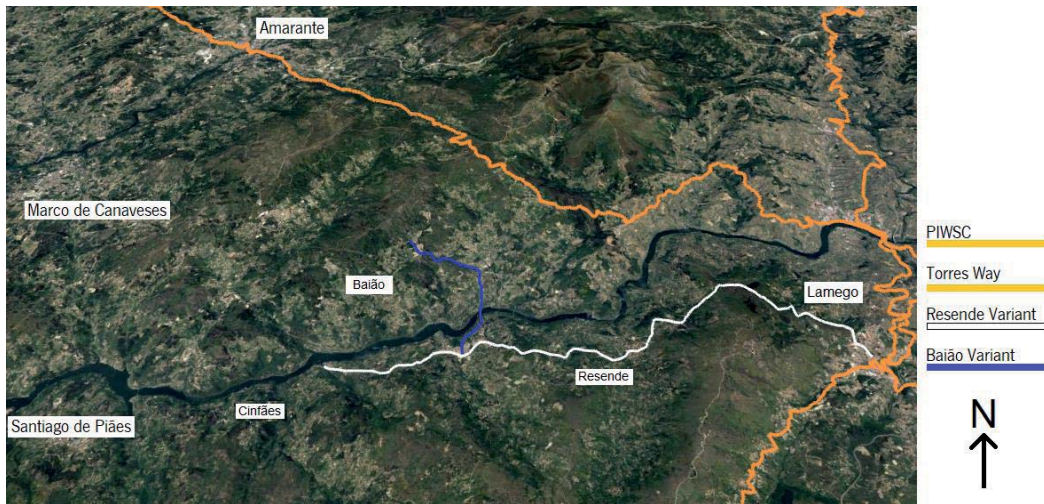 Amarante
Marco de Canaveses
Baião
Lamego
Resende
Cinfães
Santiago de Piães
PIWSC
Torres Way
Resende Variant
Baião Variant
N